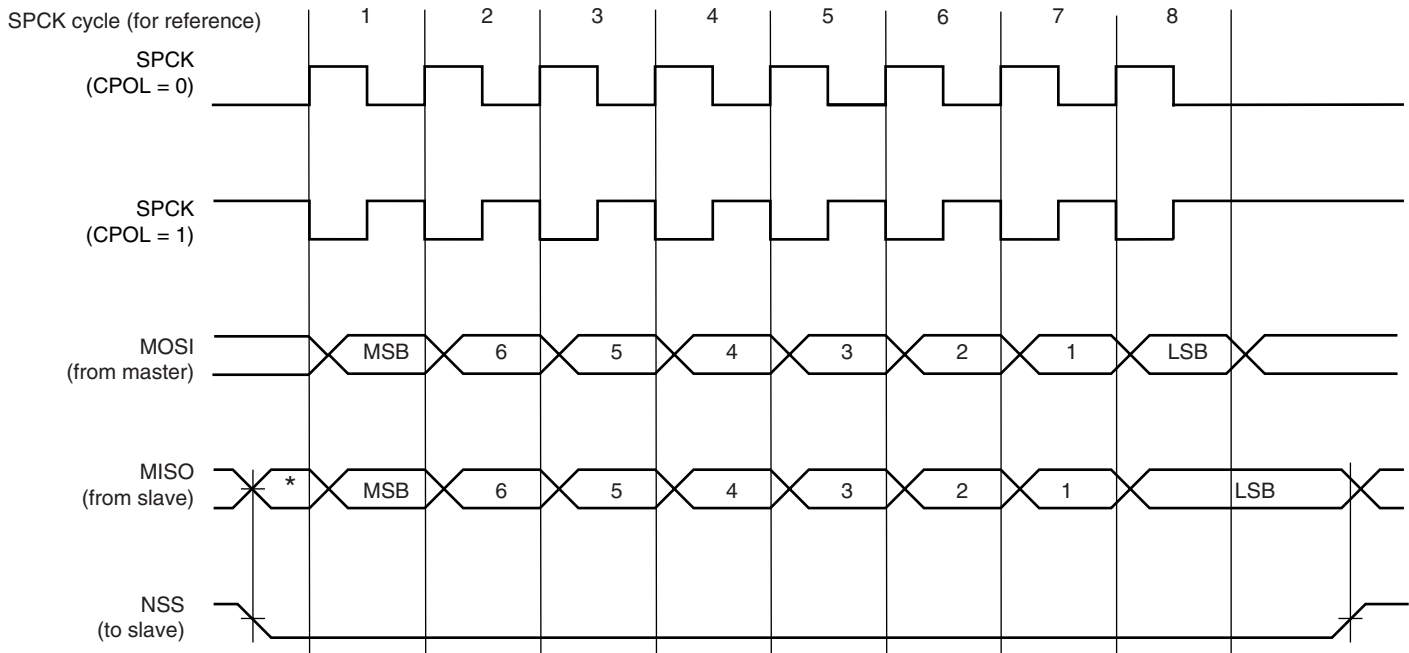 SPCK cycle (for reference) 1 2 3 4 5 6 7 8
SPCK
(CPOL = 0)
SPCK
(CPOL = 1)
MOSI
(from master)
MSB 6 5 4 3 2 1 LSB
MISO
(from slave)
* MSB 6 5 4 3 2 1 LSB
NSS
(to slave)